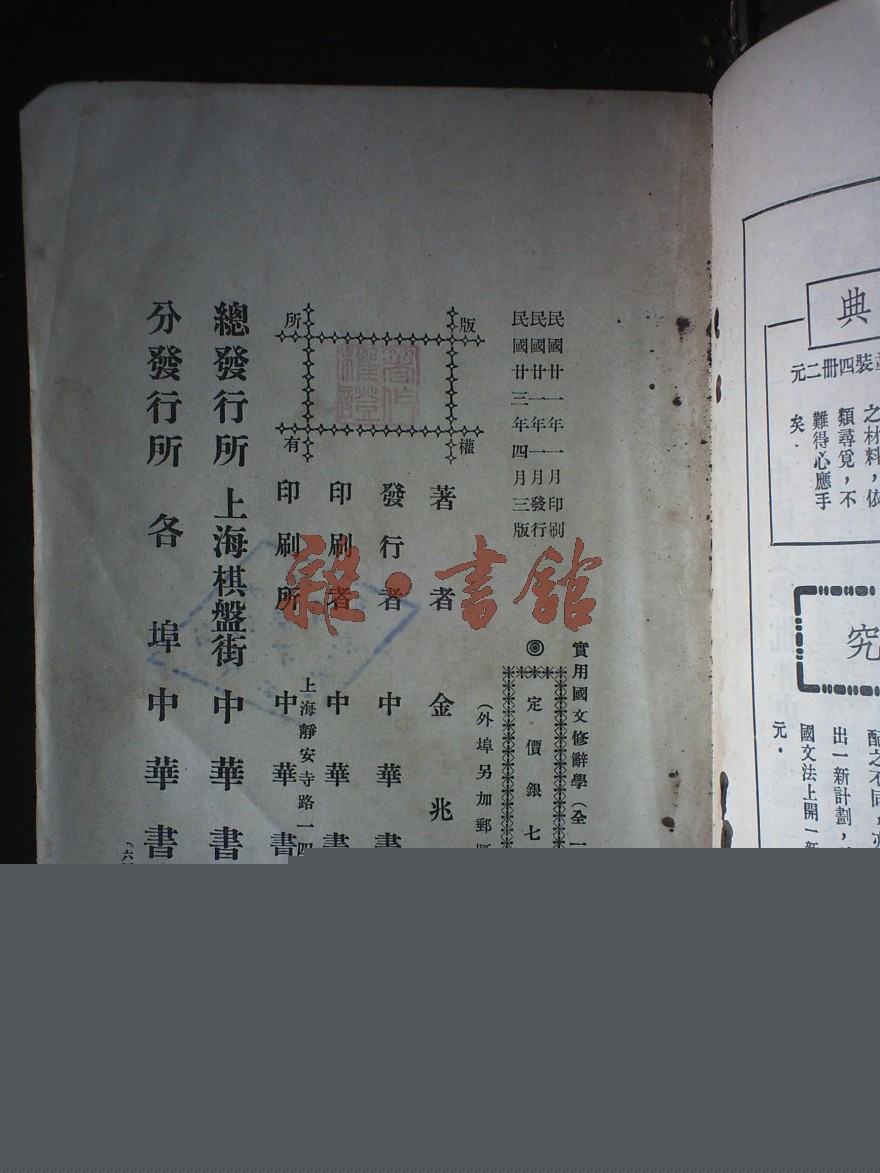 民國廿一年一月印刷
民國廿一年一月發行
民國廿三年四月三版
實用國文修辭學(全一
定價銀七
(外埠另加郵
版權
所有
著者 金兆
發行者 中華書
印刷者 中華書
印刷所 中華書
上海靜安寺路一四
總發行所 上海棋盤街 中華書
分發行所 各埠 中華書
雜·書館
典
裝四冊二元
之材料,依
類尋覓,不
難得心應手
矣.
究
配之不同,
出一新計劃,
國文法上開一新
元.